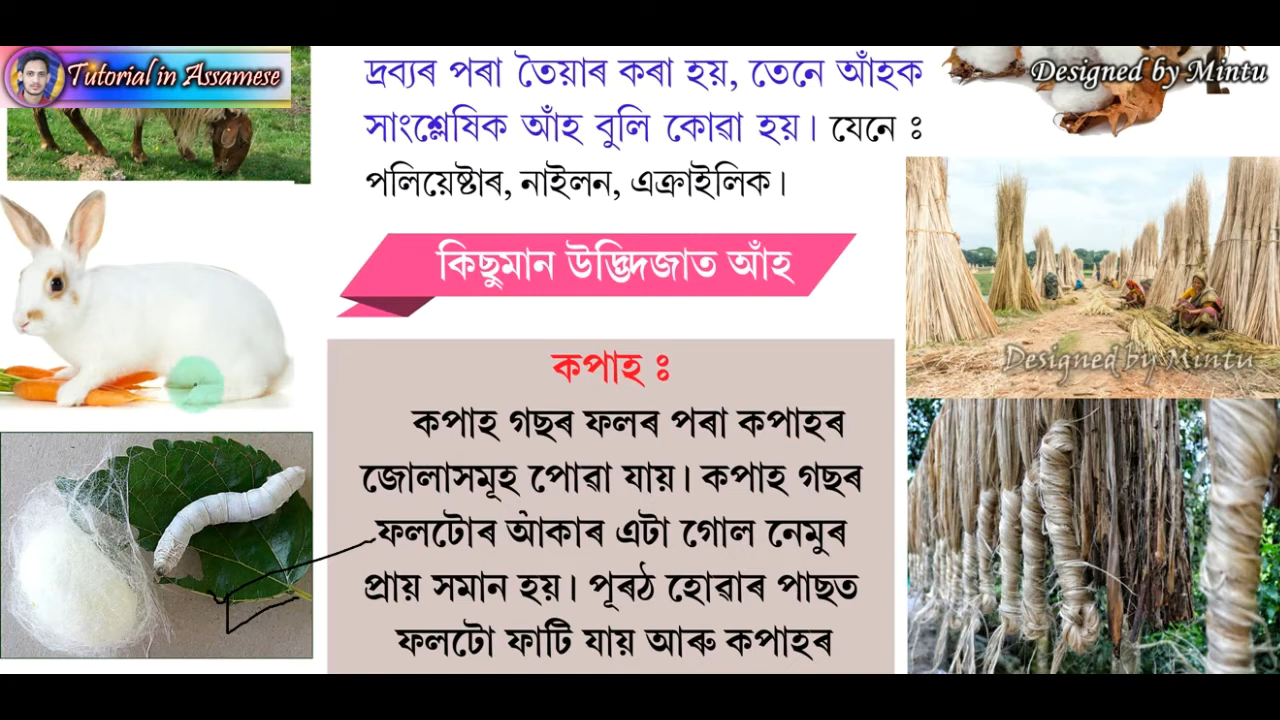 Tutorial in Assamese
Designed by Mintu
দ্ৰব্যৰ পৰা তৈয়াৰ কৰা হয়, তেনে আঁহক
সাংশ্লেষিক আঁহ বুলি কোৱা হয়। যেনে ঃ
পলিয়েষ্টাৰ, নাইলন, এক্ৰাইলিক।
কিছুমান উদ্ভিদজাত আঁহ
Designed by Mintu
কপাহ ঃ
কপাহ গছৰ ফলৰ পৰা কপাহৰ
জোলাসমূহ পোৱা যায়। কপাহ গছৰ
ফলটোৰ আকাৰ এটা গোল নেমুৰ
প্ৰায় সমান হয়। পূৰঠ হোৱাৰ পাছত
ফলটো ফাটি যায় আৰু কপাহৰ